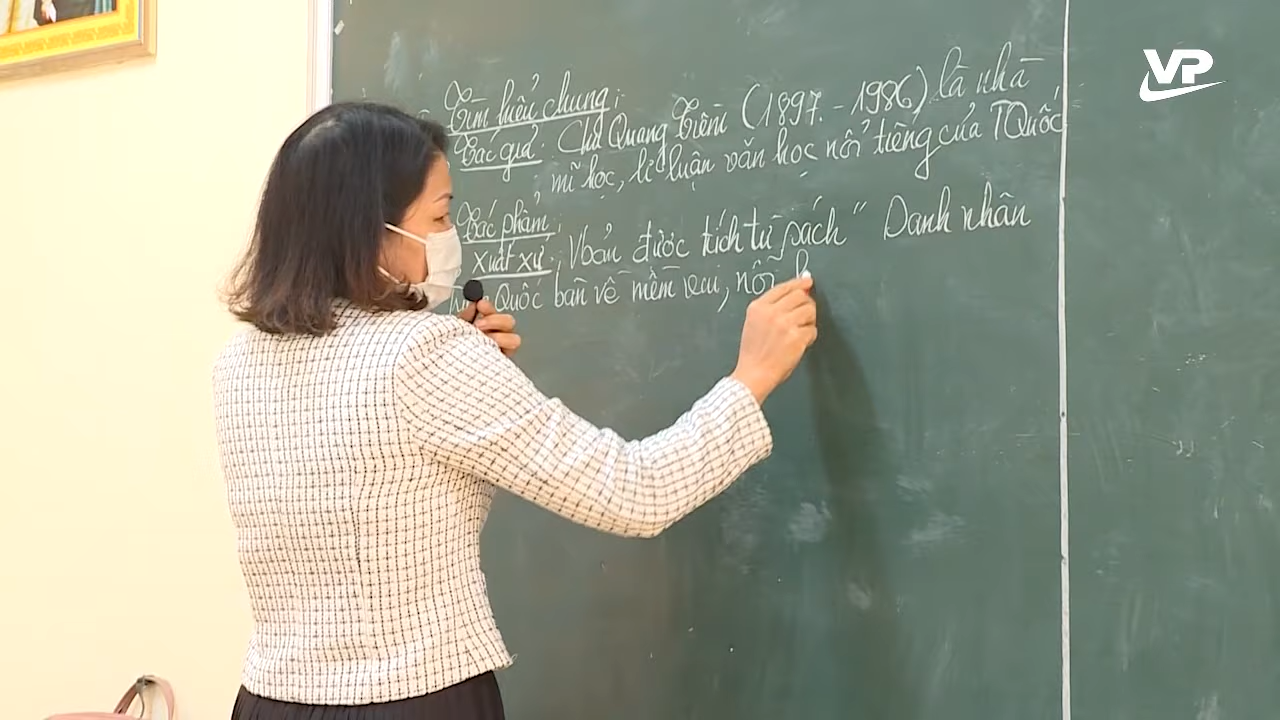 VP
Tìm hiểu chung:
Tác giả: Chu Quang Tiềm (1897.-1986) là nhà
mĩ học, lí luận văn học nổi tiếng của TQuốc
Tác phẩm:
Xuất xứ: Vbản được trích từ sách "Danh nhân
Quốc bàn về niềm vui, nỗi